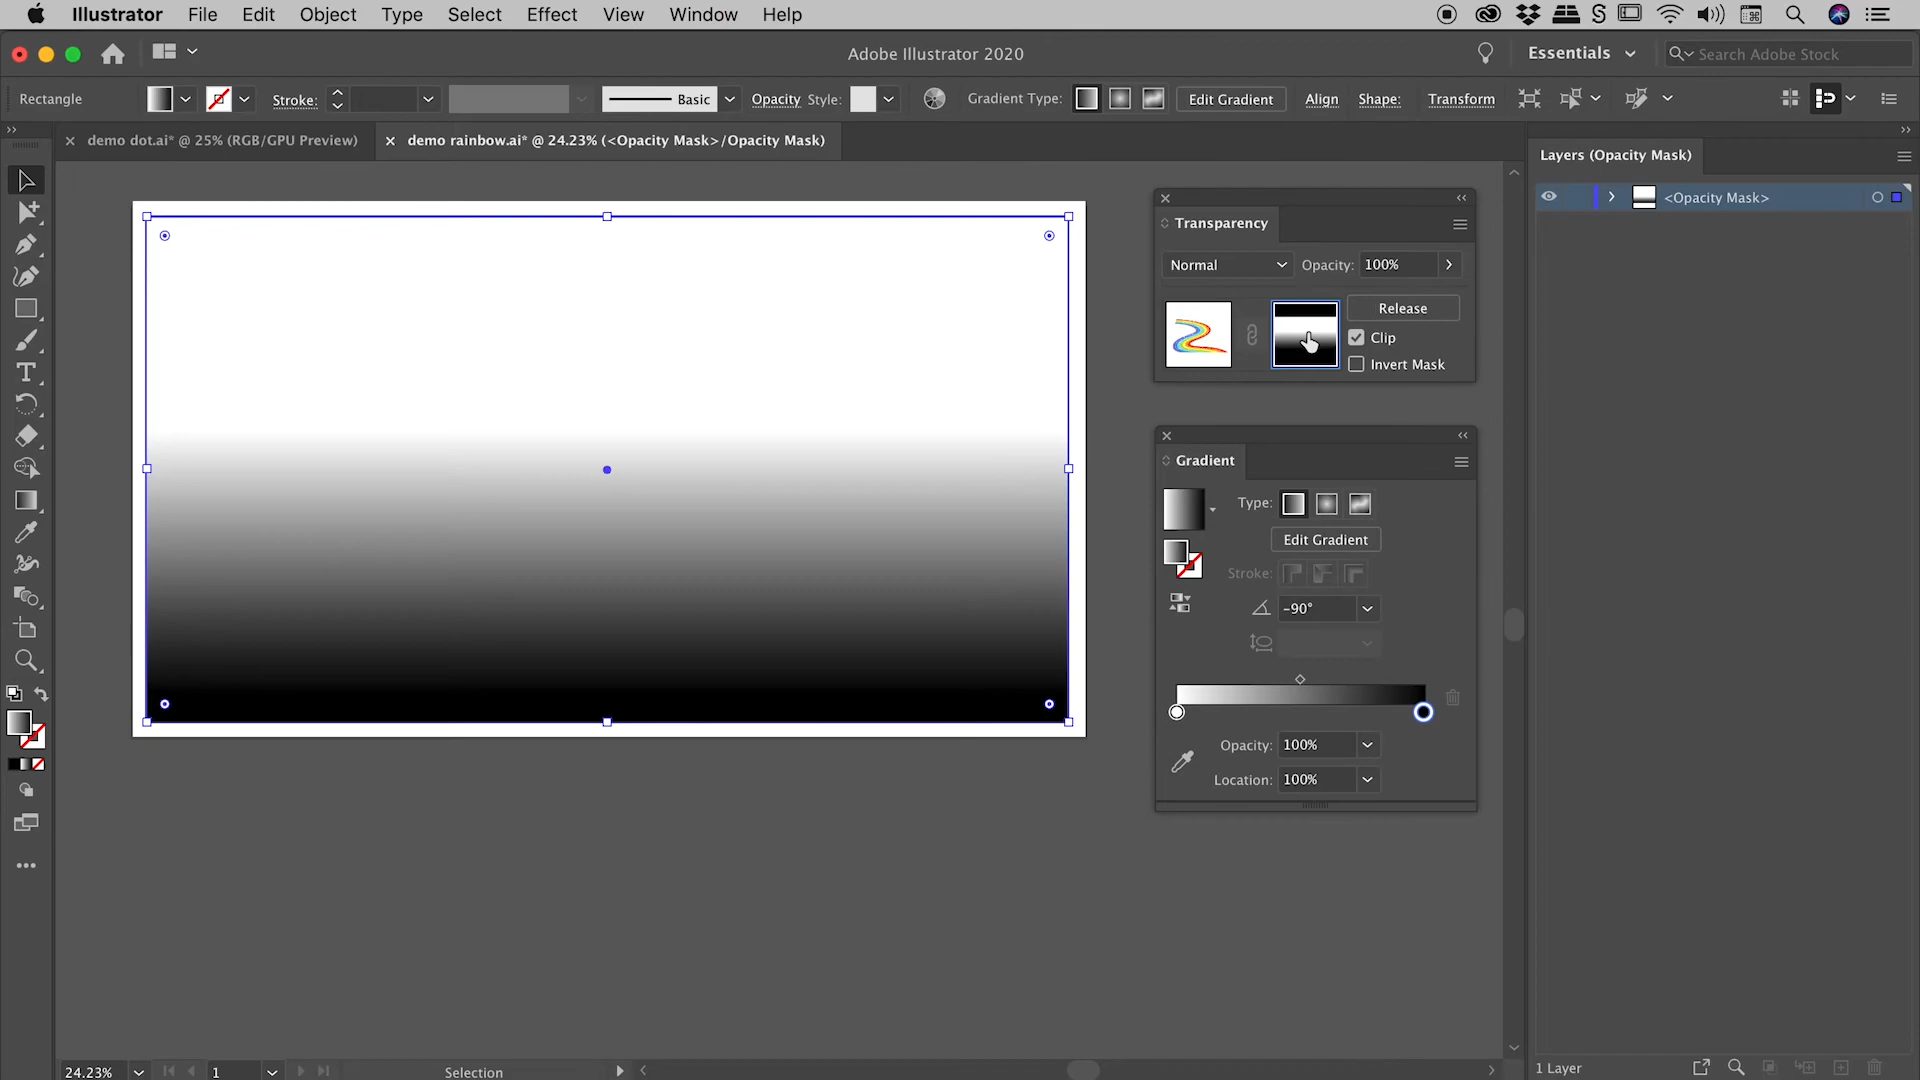 Illustrator File Edit Object Type Select Effect View Window Help
Adobe Illustrator 2020
Essentials
Search Adobe Stock
Rectangle
Stroke:
Basic
Opacity Style:
Gradient Type:
Edit Gradient
Align
Shape:
Transform
demo dot.ai* @ 25% (RGB/GPU Preview)
demo rainbow.ai* @ 24.23% (<Opacity Mask>/Opacity Mask)
Layers (Opacity Mask)
<Opacity Mask>
Transparency
Normal
Opacity: 100%
Release
Clip
Invert Mask
Gradient
Type:
Edit Gradient
Stroke:
-90°
Opacity: 100%
Location: 100%
24.23%
1
Selection
1 Layer